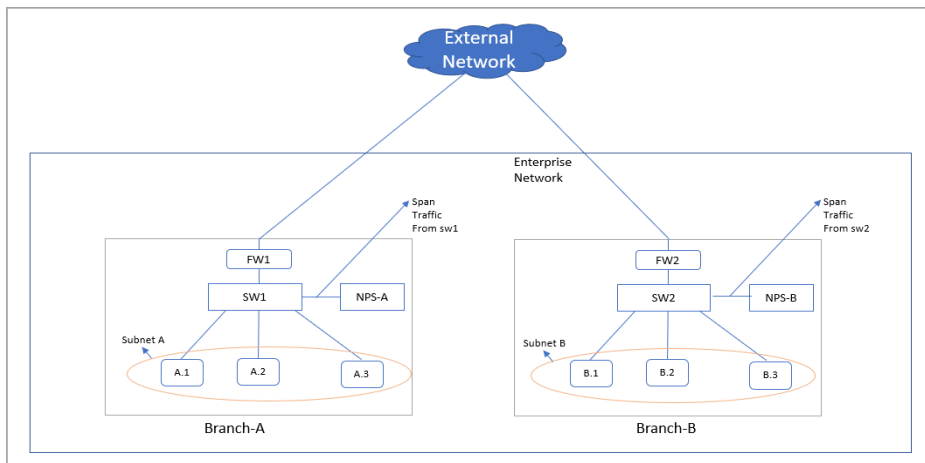 External
Network
Enterprise
Network
Span
Traffic
From sw1
Span
Traffic
From sw2
FW1
FW2
SW1
NPS-A
SW2
NPS-B
Subnet A
Subnet B
A.1
A.2
A.3
B.1
B.2
B.3
Branch-A
Branch-B